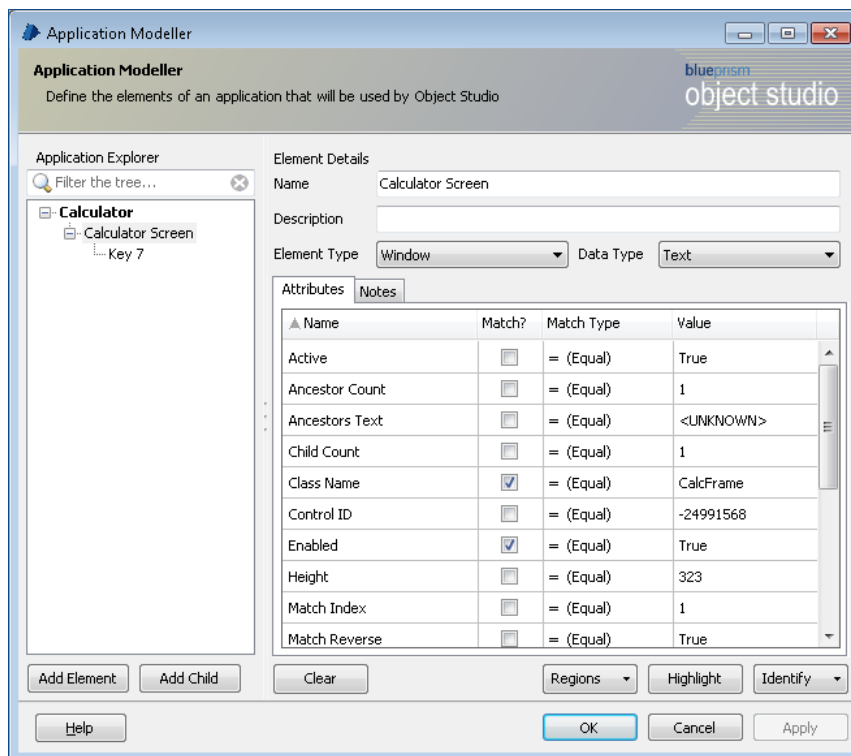 Application Modeller
Application Modeller
Define the elements of an application that will be used by Object Studio
blueprism
object studio
Application Explorer
Filter the tree...
Calculator
Calculator Screen
Key 7
Element Details
Name Calculator Screen
Description
Element Type Window Data Type Text
Attributes Notes
Name Match? Match Type Value
Active = (Equal) True
Ancestor Count = (Equal) 1
Ancestors Text = (Equal) <UNKNOWN>
Child Count = (Equal) 1
Class Name = (Equal) CalcFrame
Control ID = (Equal) -24991568
Enabled = (Equal) True
Height = (Equal) 323
Match Index = (Equal) 1
Match Reverse = (Equal) True
Add Element Add Child Clear Regions Highlight Identify
Help OK Cancel Apply